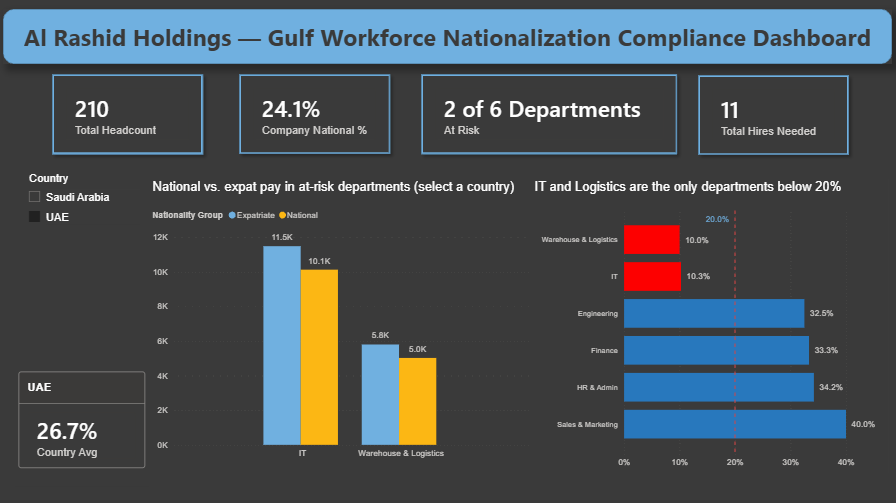 Al Rashid Holdings — Gulf Workforce Nationalization Compliance Dashboard
210
Total Headcount
24.1%
Company National %
2 of 6 Departments
At Risk
11
Total Hires Needed
Country
Saudi Arabia
UAE
National vs. expat pay in at-risk departments (select a country)
Nationality Group Expatriate National
12K
10K
8K
6K
4K
2K
0K
11.5K
10.1K
5.8K
5.0K
IT
Warehouse & Logistics
IT and Logistics are the only departments below 20%
20.0%
Warehouse & Logistics 10.0%
IT 10.3%
Engineering 32.5%
Finance 33.3%
HR & Admin 34.2%
Sales & Marketing 40.0%
0% 10% 20% 30% 40%
UAE
26.7%
Country Avg